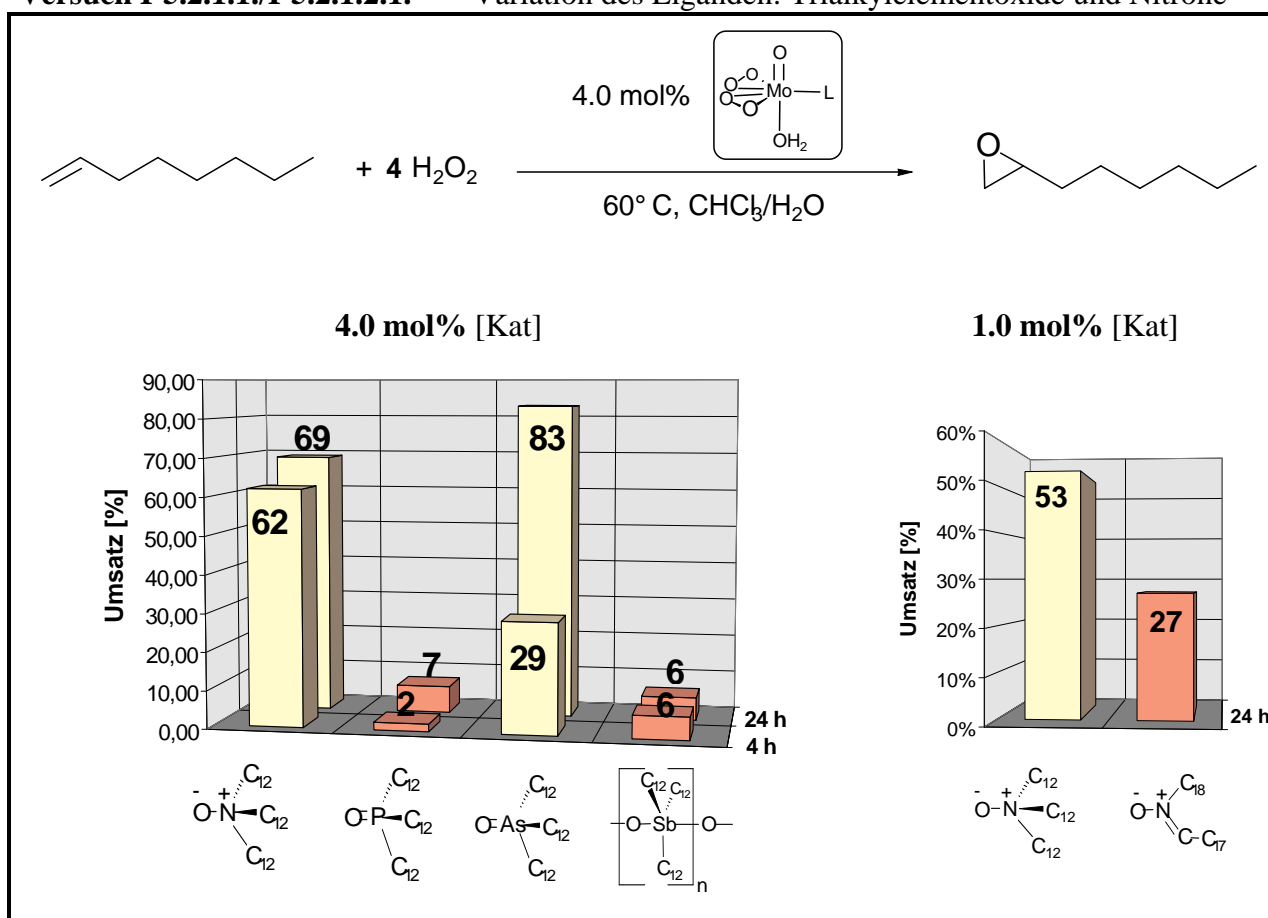 Variation des Liganden: Trialkylelementoxide und Nitrone
4.0 mol%
O
O
O
O
O
Mo
L
OH2
+ 4 H2O2
60° C, CHCl3/H2O
O
4.0 mol% [Kat]
1.0 mol% [Kat]
Umsatz [%]
90,00
80,00
70,00
60,00
50,00
40,00
30,00
20,00
10,00
0,00
62
69
2
7
29
83
6
6
24 h
4 h
Umsatz [%]
60%
50%
40%
30%
20%
10%
0%
53
27
24 h
- +
O-N
C12
C12
C12
O=P
C12
C12
C12
O=As
C12
C12
C12
C12
C12
O-Sb-O
C12
n
- +
O-N
C12
C12
C12
- +
O-N
C18
C-C17